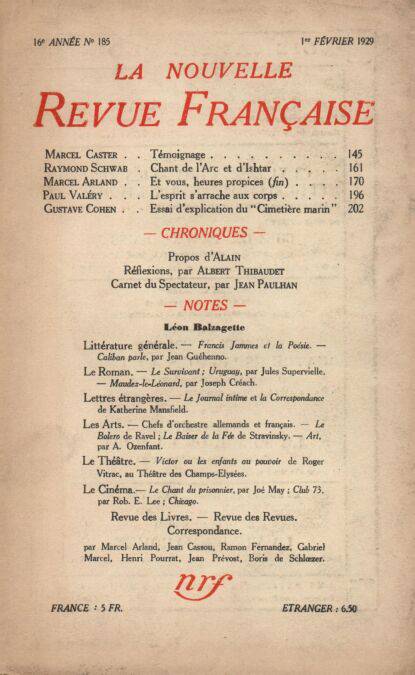 16e ANNÉE No 185 1er FÉVRIER 1929
LA NOUVELLE
REVUE FRANÇAISE
MARCEL CASTER . . Témoignage . . . . . . . . . . 145
RAYMOND SCHWAB . Chant de l'Arc et d'Ishtar . . . . . 161
MARCEL ARLAND . . Et vous, heures propices (fin) . . . . 170
PAUL VALÉRY . . . L'esprit s'arrache aux corps . . . . . 196
GUSTAVE COHEN . . Essai d'explication du "Cimetière marin" 202
— CHRONIQUES —
Propos d'ALAIN
Réflexions, par ALBERT THIBAUDET
Carnet du Spectateur, par JEAN PAULHAN
— NOTES —
Léon Balzagette
Littérature générale. — Francis Jammes et la Poésie. —
Caliban parle, par Jean Guéhenno.
Le Roman. — Le Survivant ; Uruguay, par Jules Supervielle.
— Maudez-le-Léonard, par Joseph Créach.
Lettres étrangères. — Le Journal intime et la Correspondance
de Katherine Mansfield.
Les Arts. — Chefs d'orchestre allemands et français. — Le
Bolero de Ravel ; Le Baiser de la Fée de Stravinsky. — Art,
par A. Ozenfant.
Le Théâtre. — Victor ou les enfants au pouvoir de Roger
Vitrac, au Théâtre des Champs-Elysées.
Le Cinéma. — Le Chant du prisonnier, par Joé May ; Club 73,
par Rob. E. Lee ; Chicago.
Revue des Livres. — Revue des Revues.
Correspondance.
par Marcel Arland, Jean Cassou, Ramon Fernandez, Gabriel
Marcel, Henri Pourrat, Jean Prévost, Boris de Schlœzer.
nrf
FRANCE : 5 FR. ETRANGER : 6.50